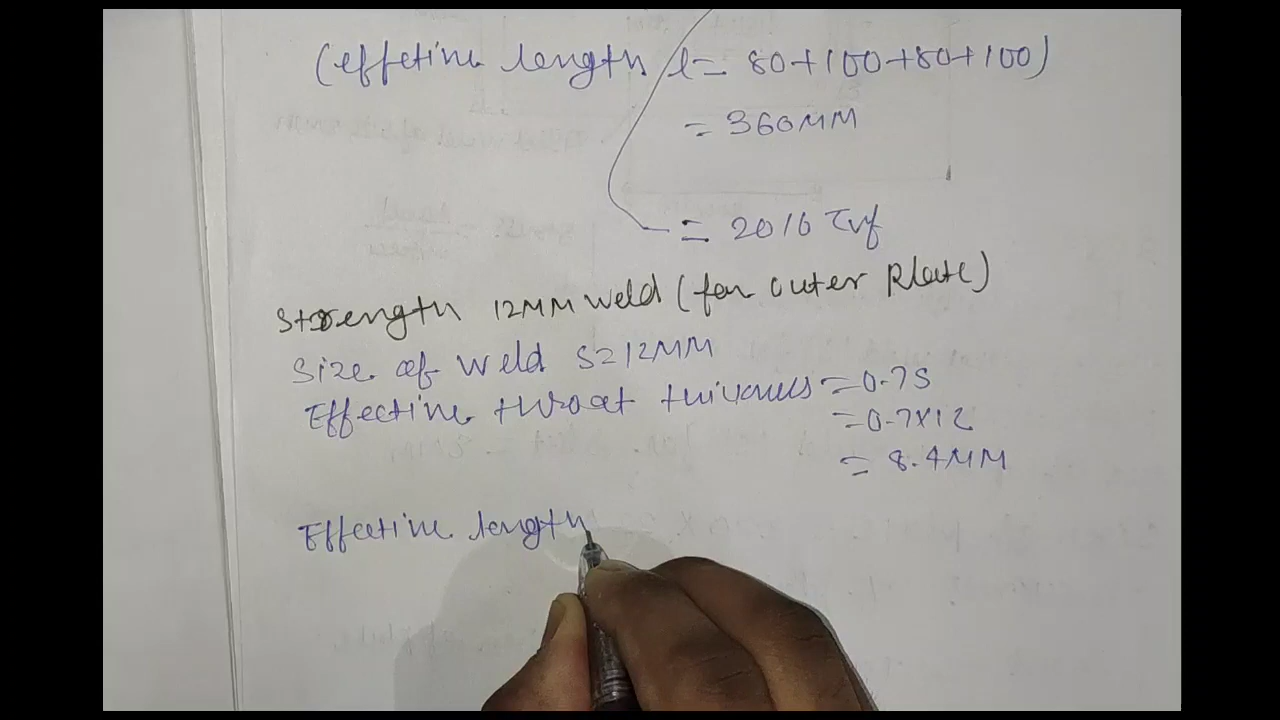 (effetive length l= 80+100+80+100)
= 360MM
= 2016 τvf
Strength 12MM weld (for outer Plate)
Size of Weld S=12MM
Effective throat thickness =0.7S
=0.7×12
= 8.4MM
Effective length